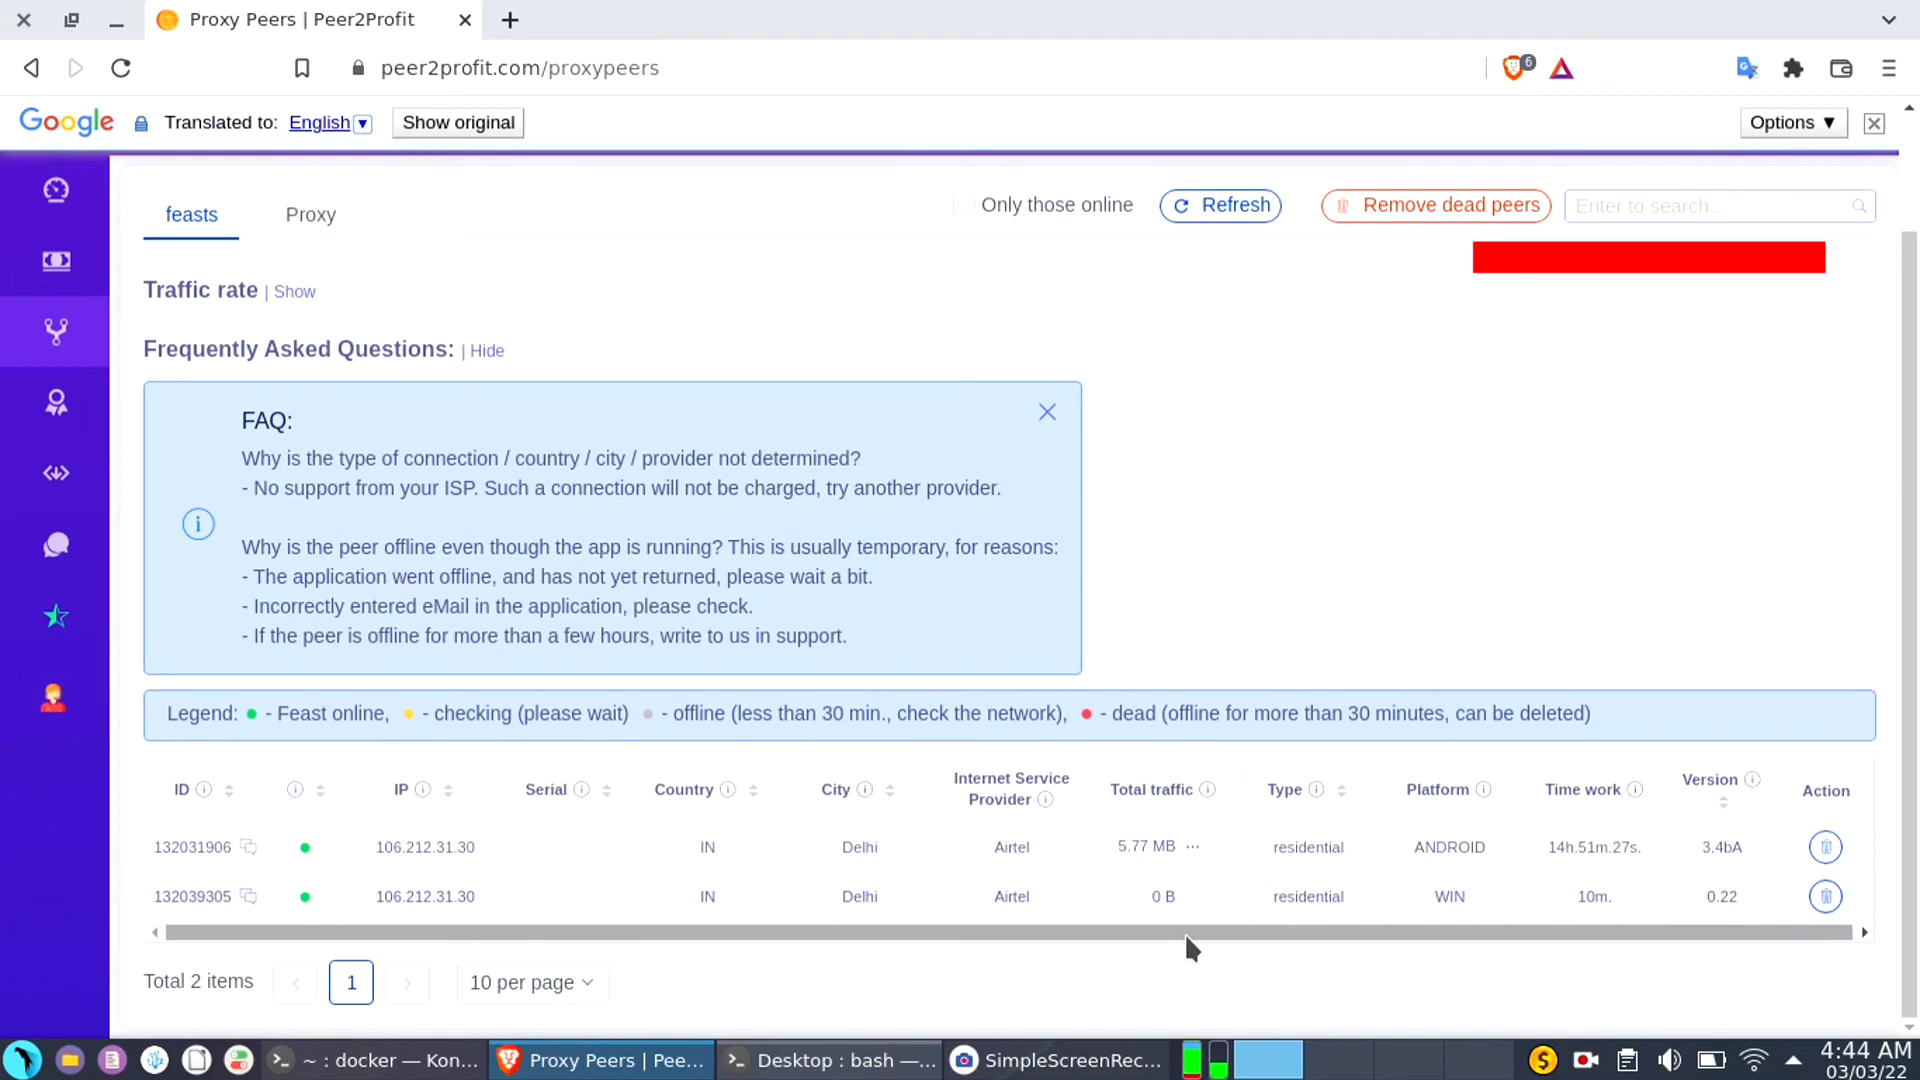 Proxy Peers | Peer2Profit
peer2profit.com/proxypeers
6
Google Translated to: English Show original Options ▼
feasts Proxy Only those online Refresh Remove dead peers Enter to search...
Traffic rate | Show
Frequently Asked Questions: | Hide
FAQ:
Why is the type of connection / country / city / provider not determined?
- No support from your ISP. Such a connection will not be charged, try another provider.
Why is the peer offline even though the app is running? This is usually temporary, for reasons:
- The application went offline, and has not yet returned, please wait a bit.
- Incorrectly entered eMail in the application, please check.
- If the peer is offline for more than a few hours, write to us in support.
Legend: - Feast online, - checking (please wait) - offline (less than 30 min., check the network), - dead (offline for more than 30 minutes, can be deleted)
ID IP Serial Country City Internet Service Provider Total traffic Type Platform Time work Version Action
132031906 106.212.31.30 IN Delhi Airtel 5.77 MB ... residential ANDROID 14h.51m.27s. 3.4bA
132039305 106.212.31.30 IN Delhi Airtel 0 B residential WIN 10m. 0.22
Total 2 items 1 10 per page
~ : docker — Kon... Proxy Peers | Pee... Desktop : bash —... SimpleScreenRec... 4:44 AM
03/03/22